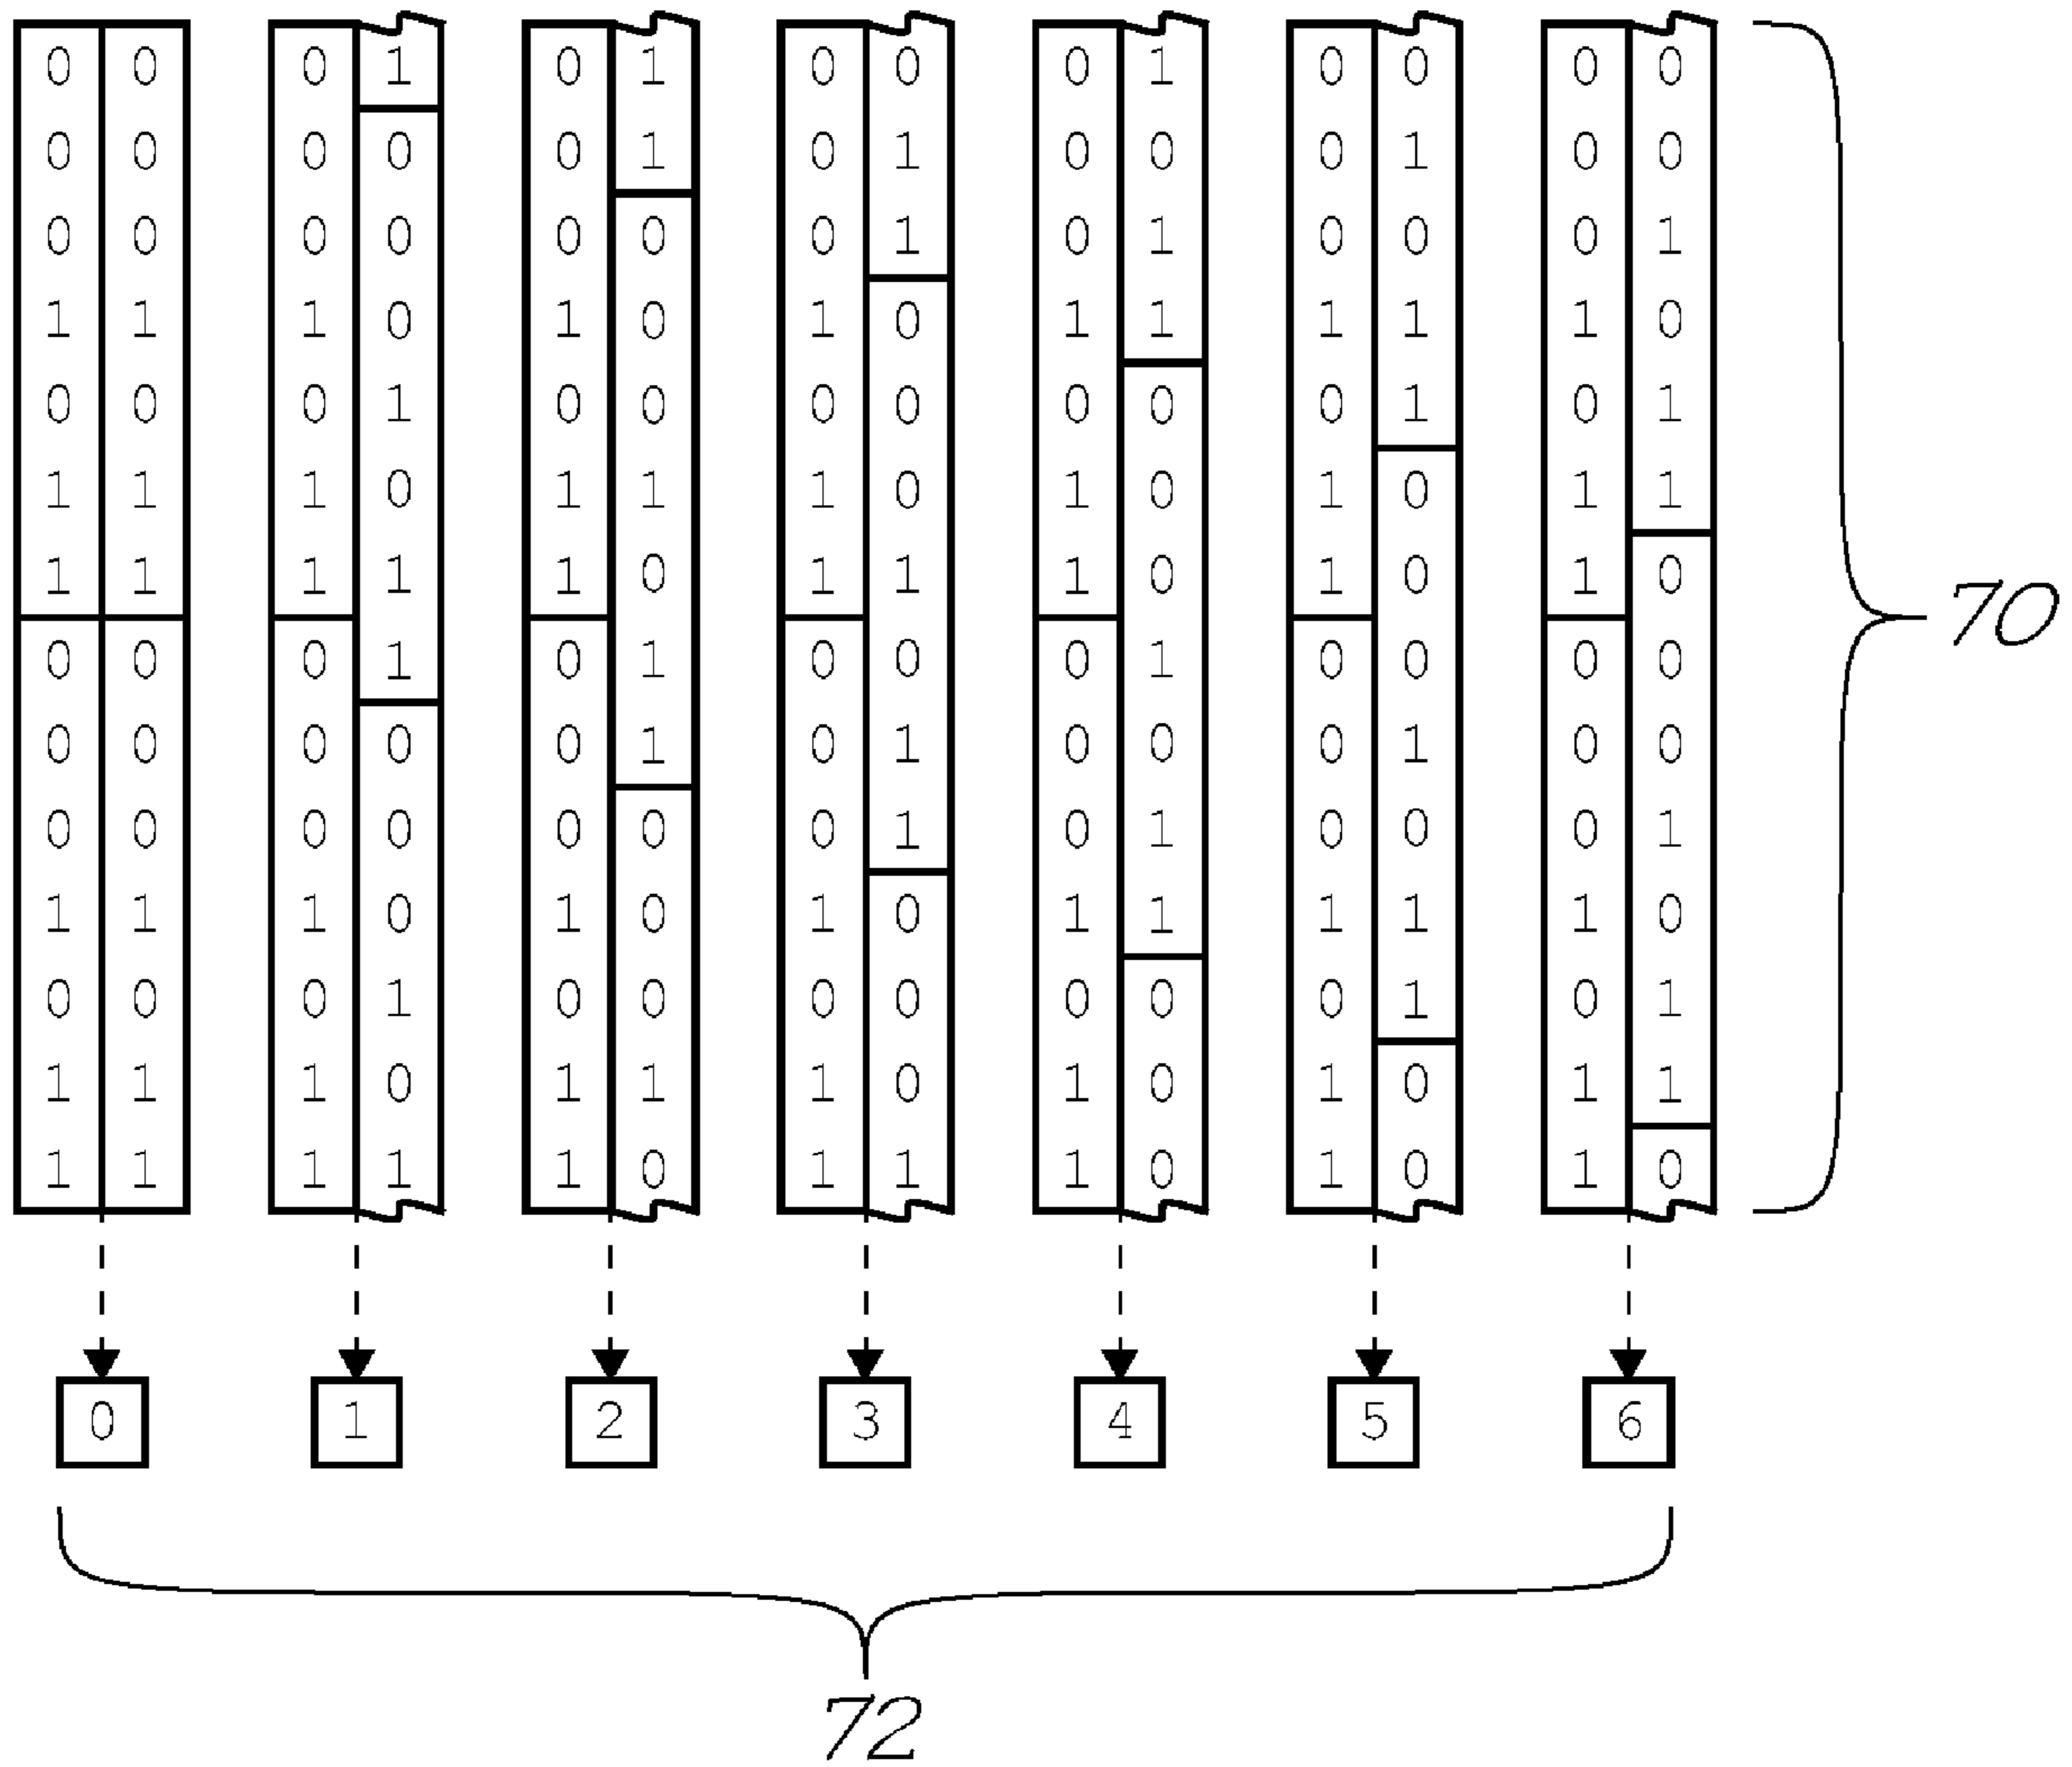 0 0 0 1 0 1 0 0 0 1 0 0 0 0
0 0 0 0 0 1 0 1 0 0 0 1 0 0
0 0 0 0 0 0 0 1 0 1 0 0 0 1
1 1 1 0 1 0 1 0 1 1 1 1 1 0
0 0 0 1 0 0 0 0 0 0 0 1 0 1
1 1 1 0 1 1 1 0 1 0 1 0 1 1
1 1 1 1 1 0 1 1 1 0 1 0 1 0
70
0 0 0 1 0 1 0 0 0 1 0 0 0 0
0 0 0 0 0 1 0 1 0 0 0 1 0 0
0 0 0 0 0 0 0 1 0 1 0 0 0 1
1 1 1 0 1 0 1 0 1 1 1 1 1 0
0 0 0 1 0 0 0 0 0 0 0 1 0 1
1 1 1 0 1 1 1 0 1 0 1 0 1 1
1 1 1 1 1 0 1 1 1 0 1 0 1 0
0 1 2 3 4 5 6
72